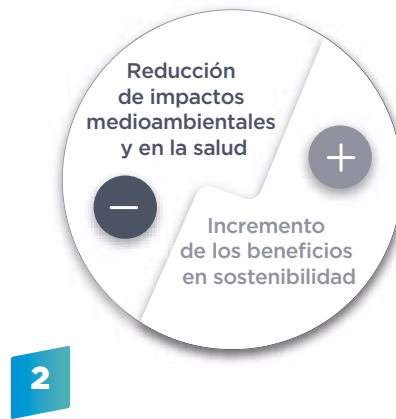 Reducción
de impactos
medioambientales
y en la salud
+
−
Incremento
de los beneficios
en sostenibilidad
2